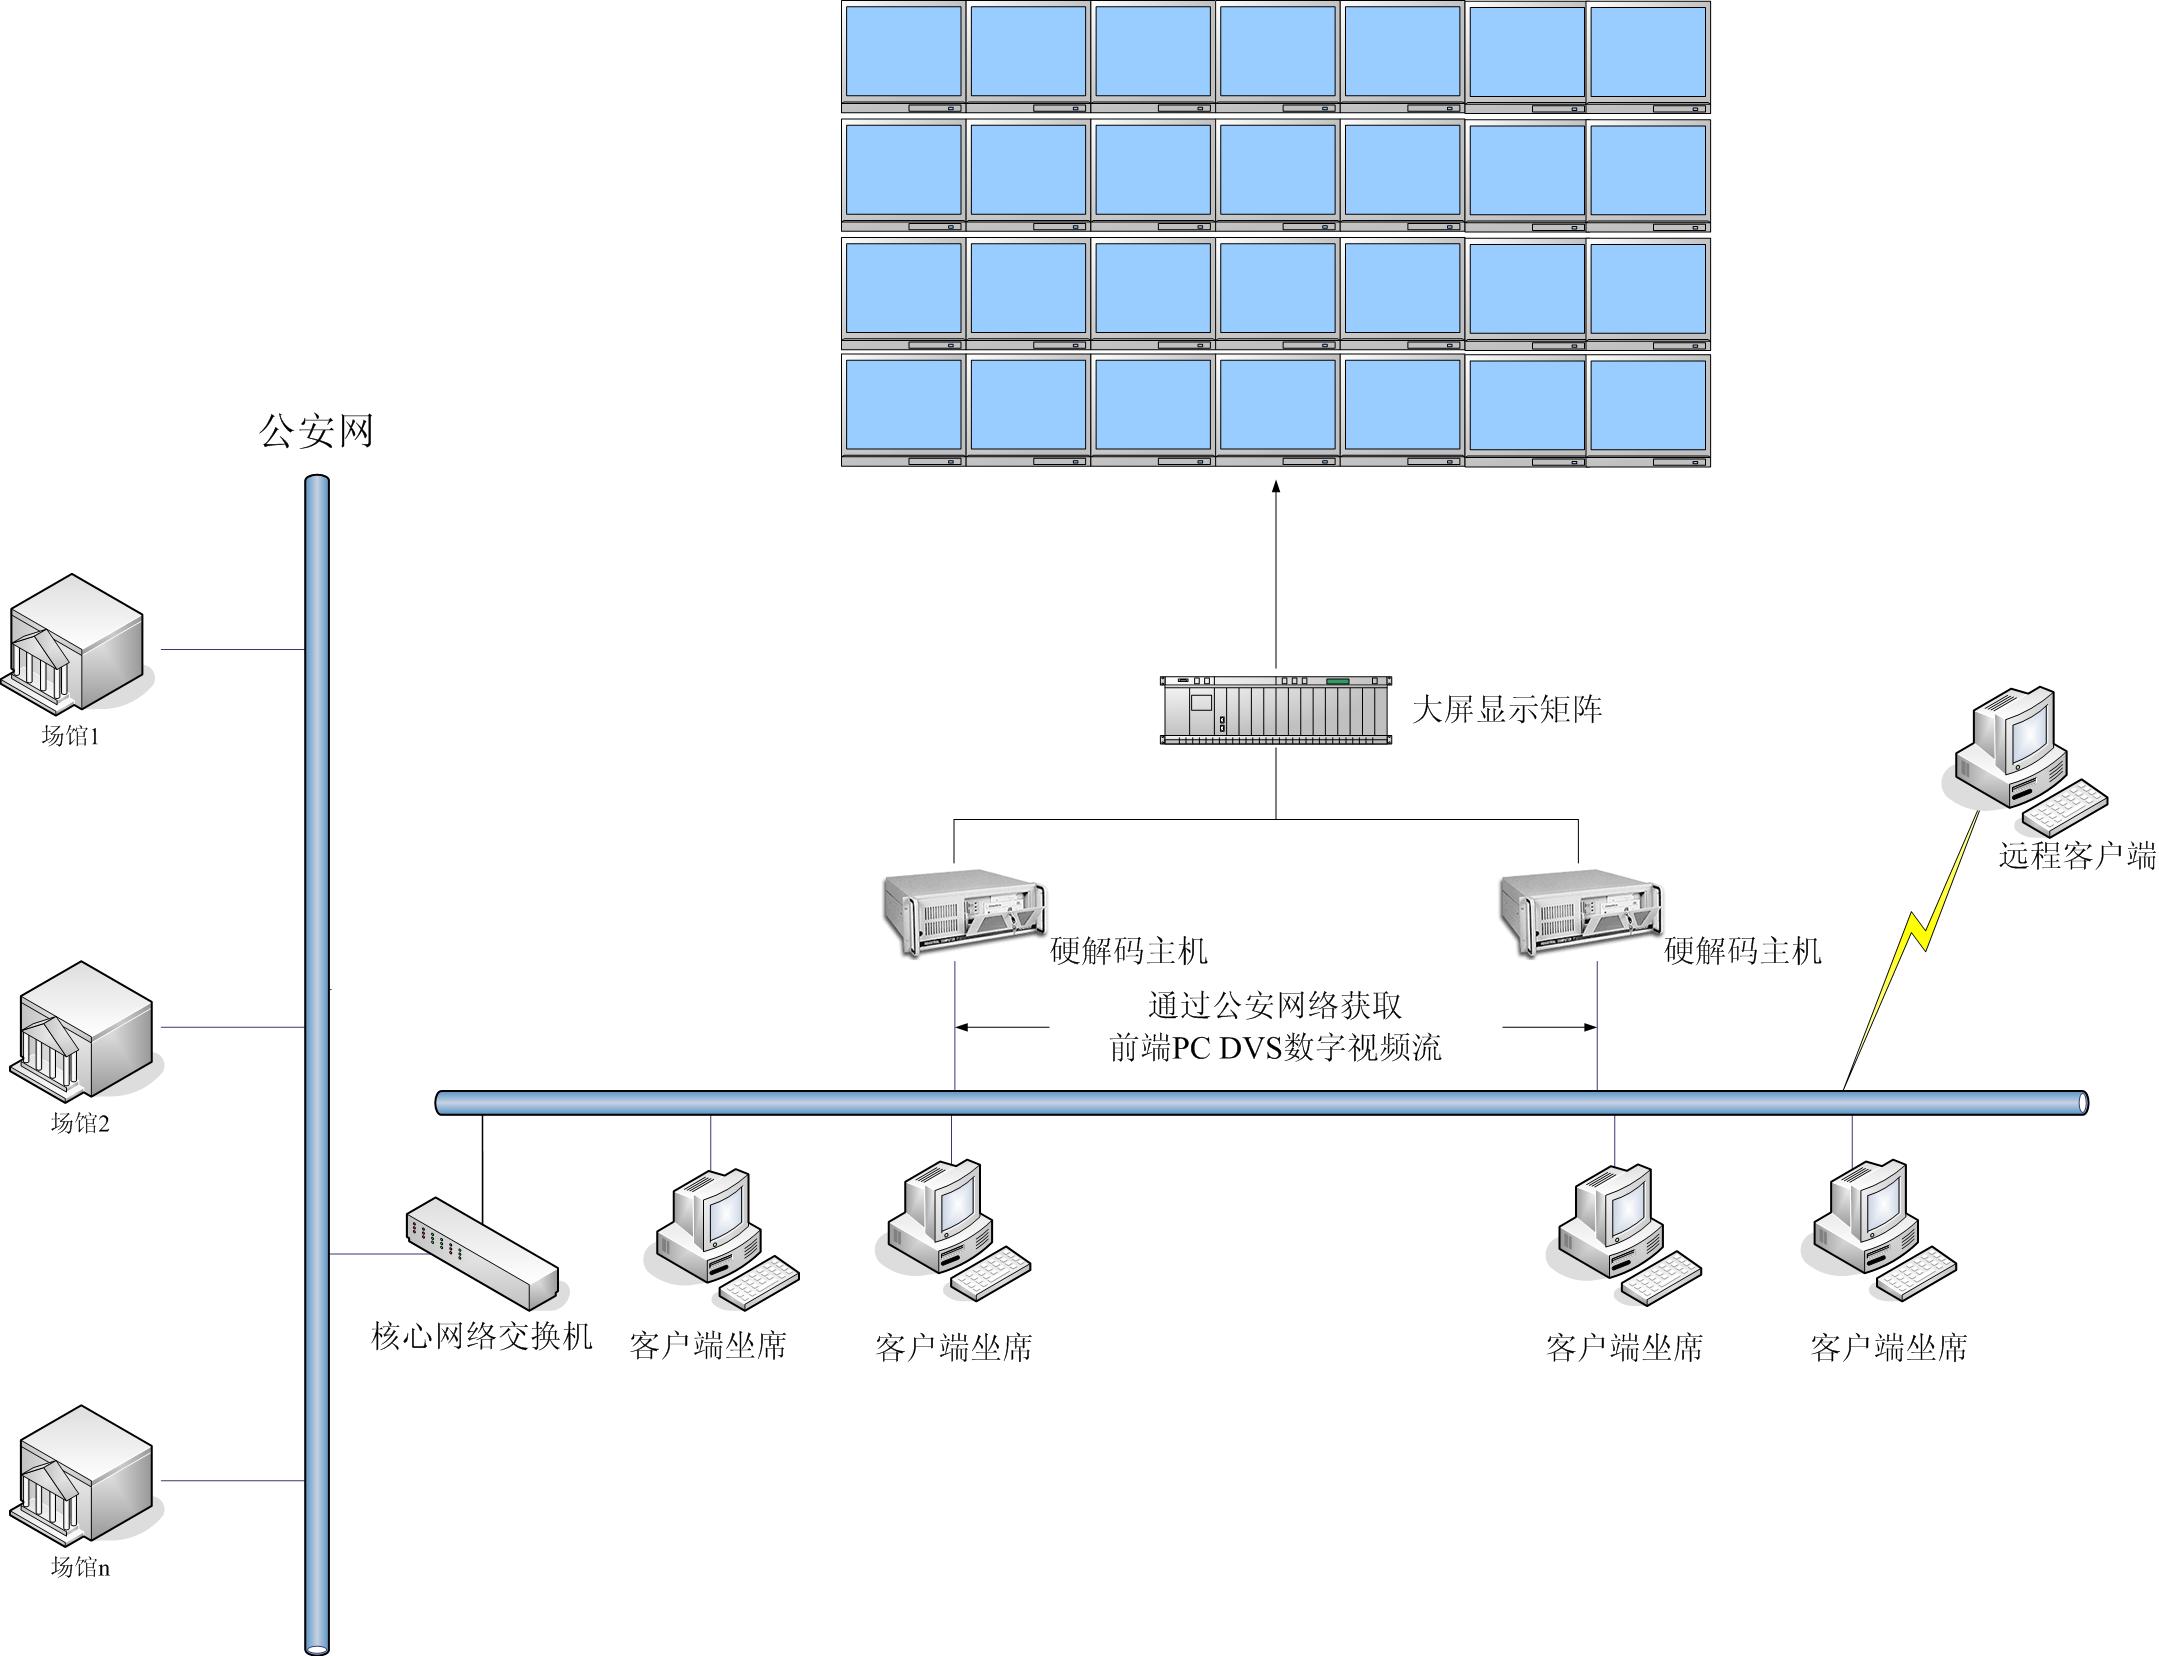 公安网
场馆1
大屏显示矩阵
远程客户端
硬解码主机
硬解码主机
通过公安网络获取
前端PC DVS数字视频流
场馆2
核心网络交换机
客户端坐席
客户端坐席
客户端坐席
客户端坐席
场馆n